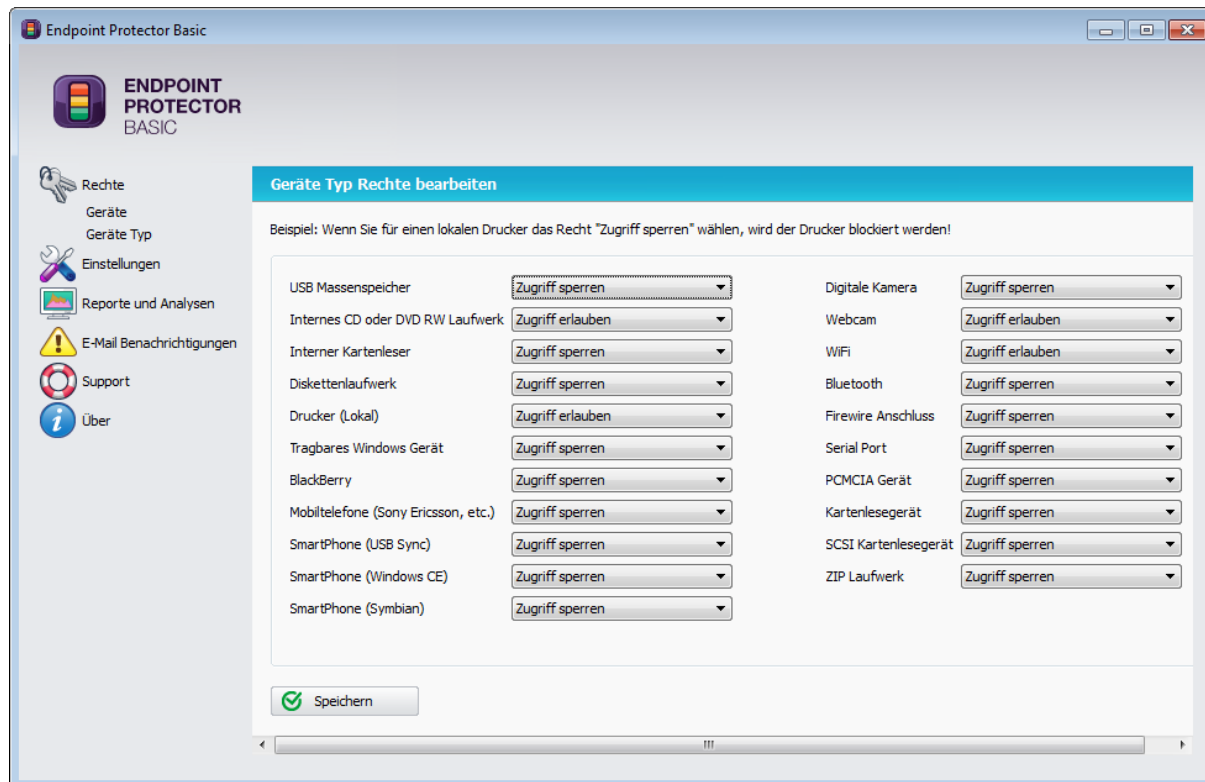 Endpoint Protector Basic
ENDPOINT
PROTECTOR
BASIC
Rechte
Geräte
Geräte Typ
Einstellungen
Reporte und Analysen
E-Mail Benachrichtigungen
Support
Über
Geräte Typ Rechte bearbeiten
Beispiel: Wenn Sie für einen lokalen Drucker das Recht "Zugriff sperren" wählen, wird der Drucker blockiert werden!
USB Massenspeicher Zugriff sperren
Internes CD oder DVD RW Laufwerk Zugriff erlauben
Interner Kartenleser Zugriff sperren
Diskettenlaufwerk Zugriff sperren
Drucker (Lokal) Zugriff erlauben
Tragbares Windows Gerät Zugriff sperren
BlackBerry Zugriff sperren
Mobiltelefone (Sony Ericsson, etc.) Zugriff sperren
SmartPhone (USB Sync) Zugriff sperren
SmartPhone (Windows CE) Zugriff sperren
SmartPhone (Symbian) Zugriff sperren
Digitale Kamera Zugriff sperren
Webcam Zugriff erlauben
WiFi Zugriff erlauben
Bluetooth Zugriff sperren
Firewire Anschluss Zugriff sperren
Serial Port Zugriff sperren
PCMCIA Gerät Zugriff sperren
Kartenlesegerät Zugriff sperren
SCSI Kartenlesegerät Zugriff sperren
ZIP Laufwerk Zugriff sperren
Speichern